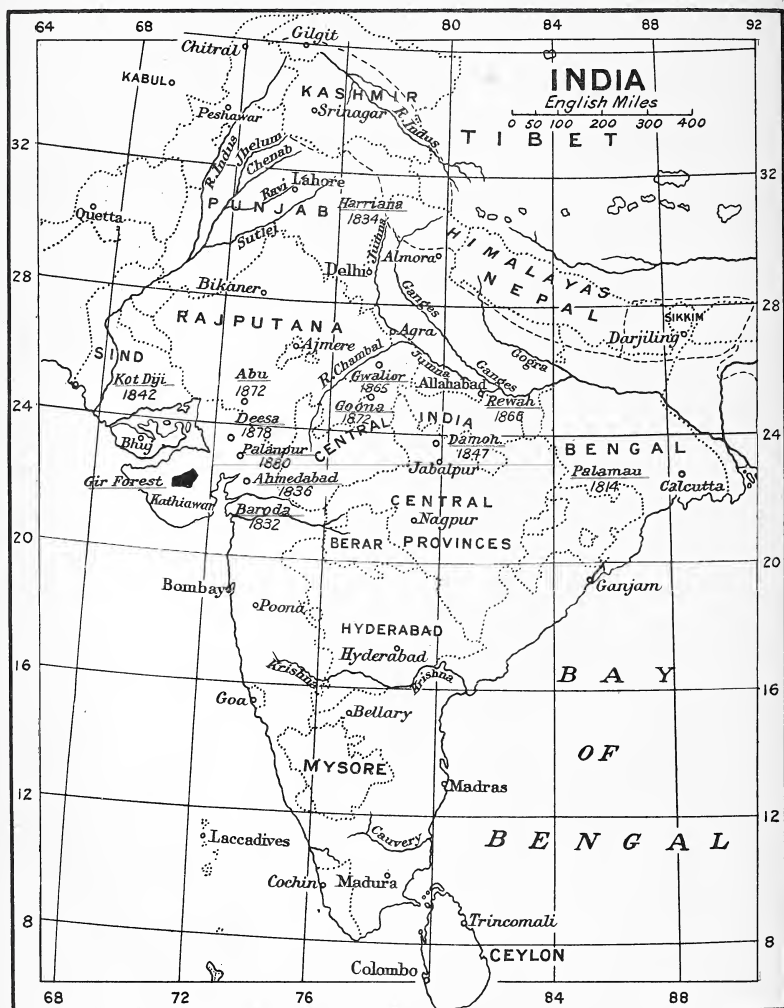 64 68 72 76 80 84 88 92
INDIA
English Miles
0 50 100 200 300 400
Gilgit
Chitral
KABUL
KASHMIR
Srinagar
Peshawar
R. Indus
TIBET
32
R. Indus
Jhelum
Chenab
Ravi
Lahore
32
PUNJAB
Harriana
1834
Quetta
Sutlej
Jumna
Almora
HIMALAYAS
NEPAL
Delhi
28
28
Bikaner
Ganges
SIKKIM
RAJPUTANA
Agra
Darjiling
Ajmere
Gogra
SIND
R. Chambal
Jumna
Ganges
Kot Diji
1842
Abu
1872
Gwalior
1865
Allahabad
Rewah
1866
24
Goona
1872
INDIA
24
Deesa
1878
CENTRAL
Damoh.
1847
BENGAL
Bhuj
Palanpur
1880
Jabalpur
Palamau
1814
Gir Forest
Ahmedabad
1836
Calcutta
Kathiawar
CENTRAL
Baroda
1832
Nagpur
20
BERAR PROVINCES
20
Bombay
Ganjam
Poona
HYDERABAD
Hyderabad
16
Krishna
Krishna
BAY
16
Goa
Bellary
OF
MYSORE
Madras
12
12
Laccadives
Cauvery
BENGAL
Cochin
Madura
8
Trincomali
8
CEYLON
Colombo
68 72 76 84 88